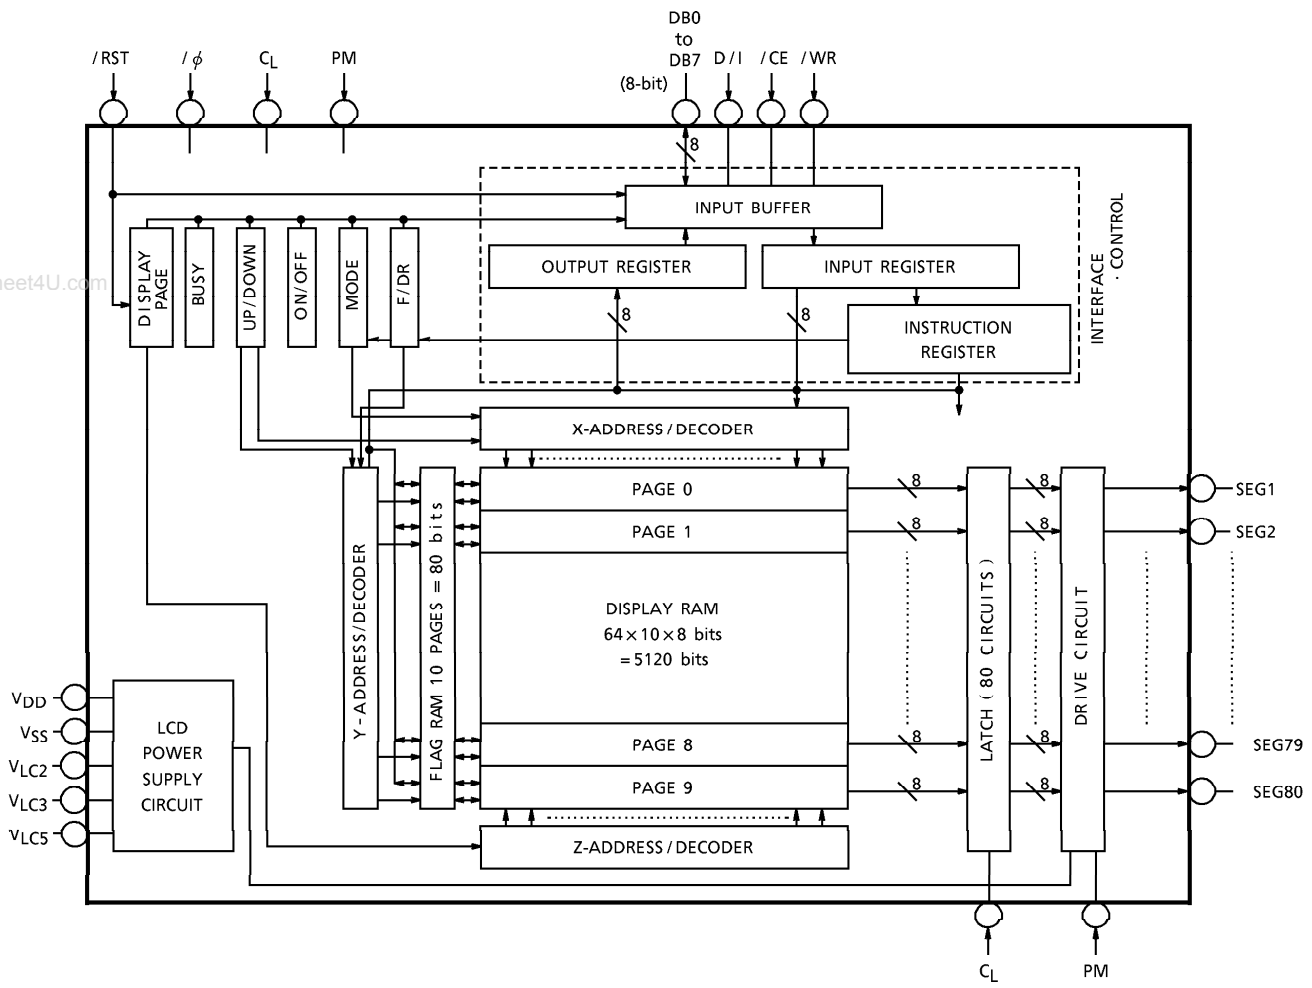 DB0
to
DB7
(8-bit)
/RST
/ϕ
CL
PM
D/I
/CE
/WR
8
INPUT BUFFER
OUTPUT REGISTER
INPUT REGISTER
INSTRUCTION
REGISTER
8
8
INTERFACE
· CONTROL
DISPLAY
PAGE
BUSY
UP/DOWN
ON/OFF
MODE
F/DR
eet4U.com
X-ADDRESS/DECODER
Y-ADDRESS/DECODER
FLAG RAM 10 PAGES = 80 bits
PAGE 0
PAGE 1
DISPLAY RAM
64×10×8 bits
=5120 bits
PAGE 8
PAGE 9
Z-ADDRESS/DECODER
8
8
8
8
LATCH (80 CIRCUITS)
8
8
8
8
DRIVE CIRCUIT
SEG1
SEG2
SEG79
SEG80
VDD
VSS
VLC2
VLC3
VLC5
LCD
POWER
SUPPLY
CIRCUIT
CL
PM